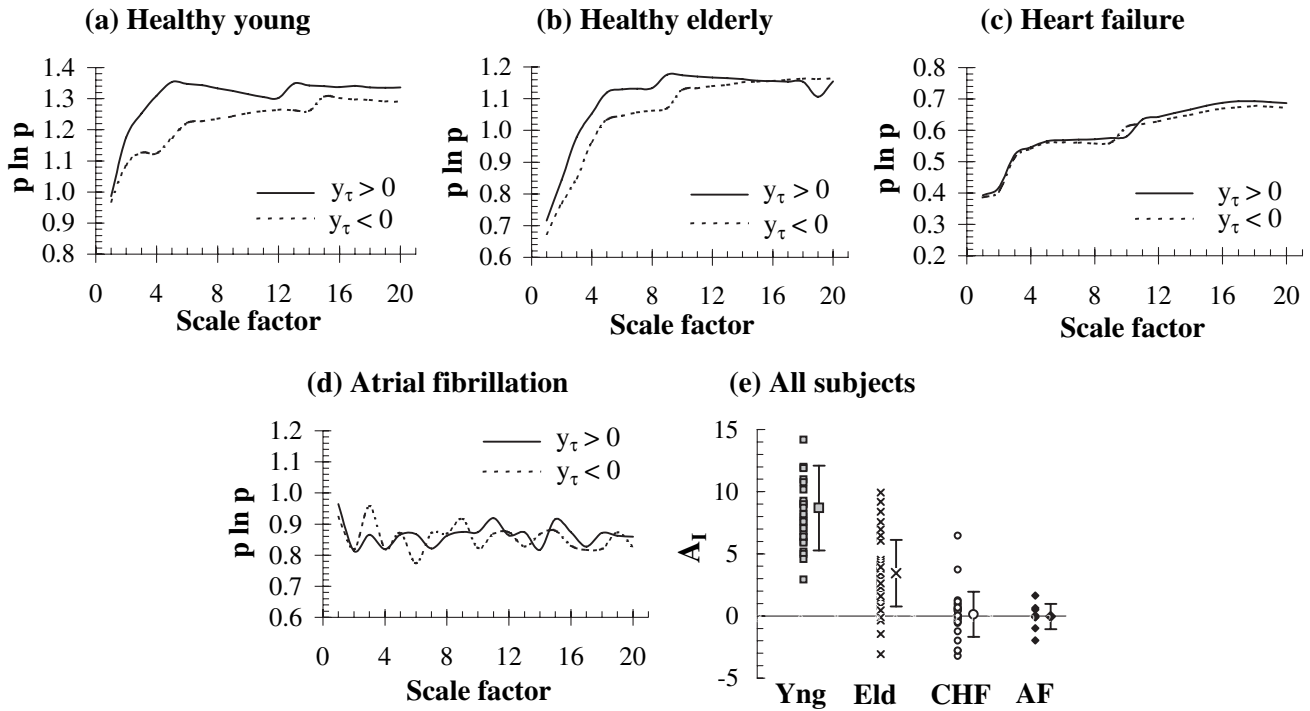 (a) Healthy young
p ln p
1.4
1.3
1.2
1.1
1.0
0.9
0.8
y_τ > 0
y_τ < 0
0 4 8 12 16 20
Scale factor
(b) Healthy elderly
p ln p
1.2
1.1
1.0
0.9
0.8
0.7
0.6
y_τ > 0
y_τ < 0
0 4 8 12 16 20
Scale factor
(c) Heart failure
p ln p
0.8
0.7
0.6
0.5
0.4
0.3
0.2
y_τ > 0
y_τ < 0
0 4 8 12 16 20
Scale factor
(d) Atrial fibrillation
p ln p
1.2
1.1
1.0
0.9
0.8
0.7
0.6
y_τ > 0
y_τ < 0
0 4 8 12 16 20
Scale factor
(e) All subjects
A_I
15
10
5
0
-5
Yng Eld CHF AF